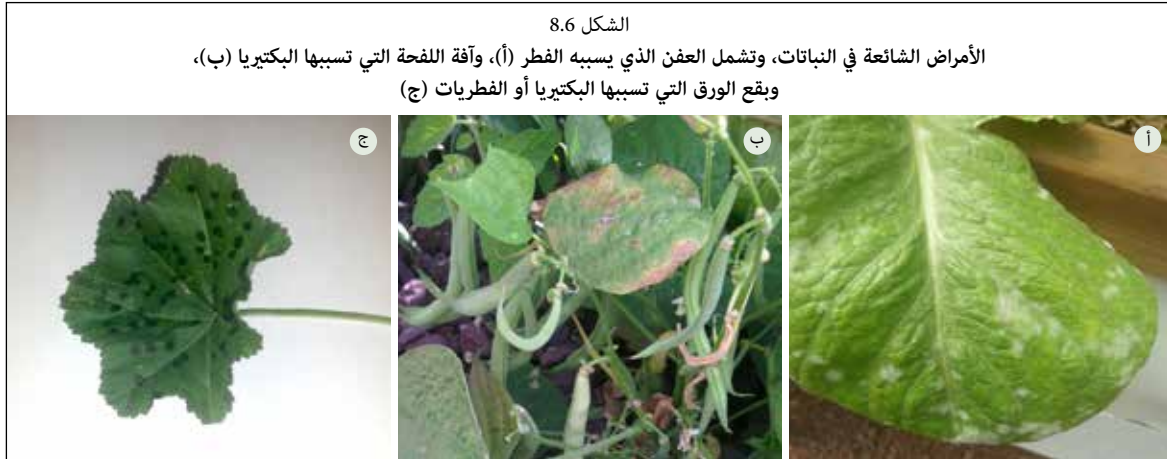 الشكل 8.6
الأمراض الشائعة في النباتات، وتشمل العفن الذي يسببه الفطر (أ)، وآفة اللفحة التي تسببها البكتيريا (ب)،
وبقع الورق التي تسببها البكتيريا أو الفطريات (ج)
أ
ب
ج